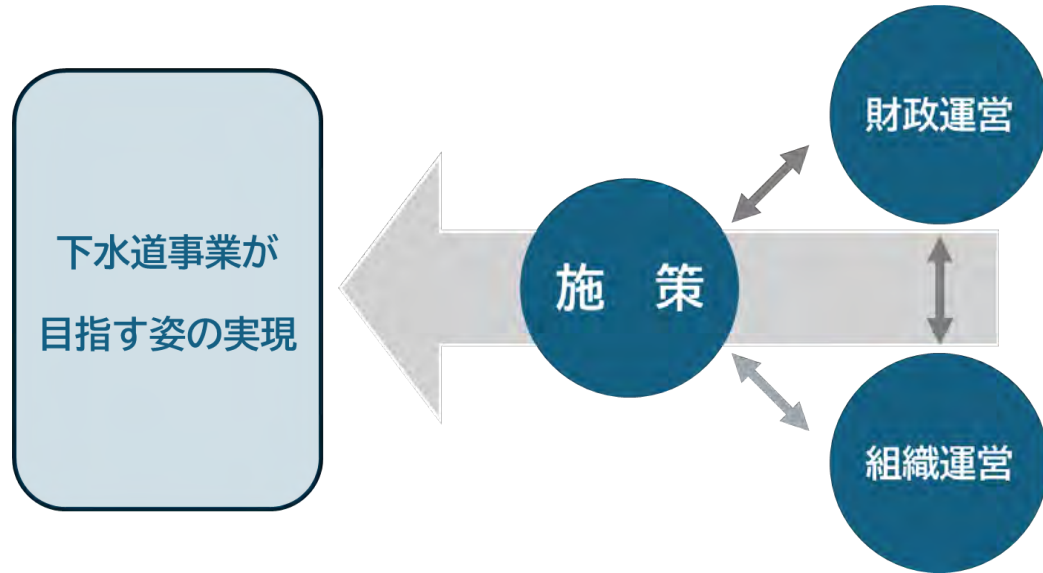 下水道事業が
目指す姿の実現
施　策
財政運営
組織運営